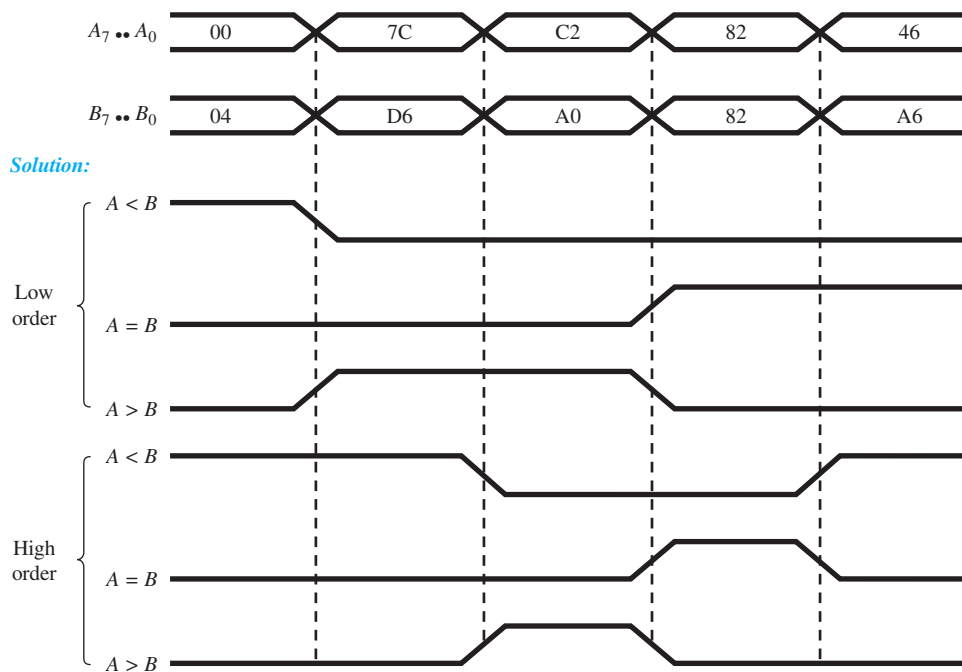 A₇ •• A₀ 00 7C C2 82 46
B₇ •• B₀ 04 D6 A0 82 A6
Solution:
A < B
Low
order
A = B
A > B
A < B
High
order
A = B
A > B